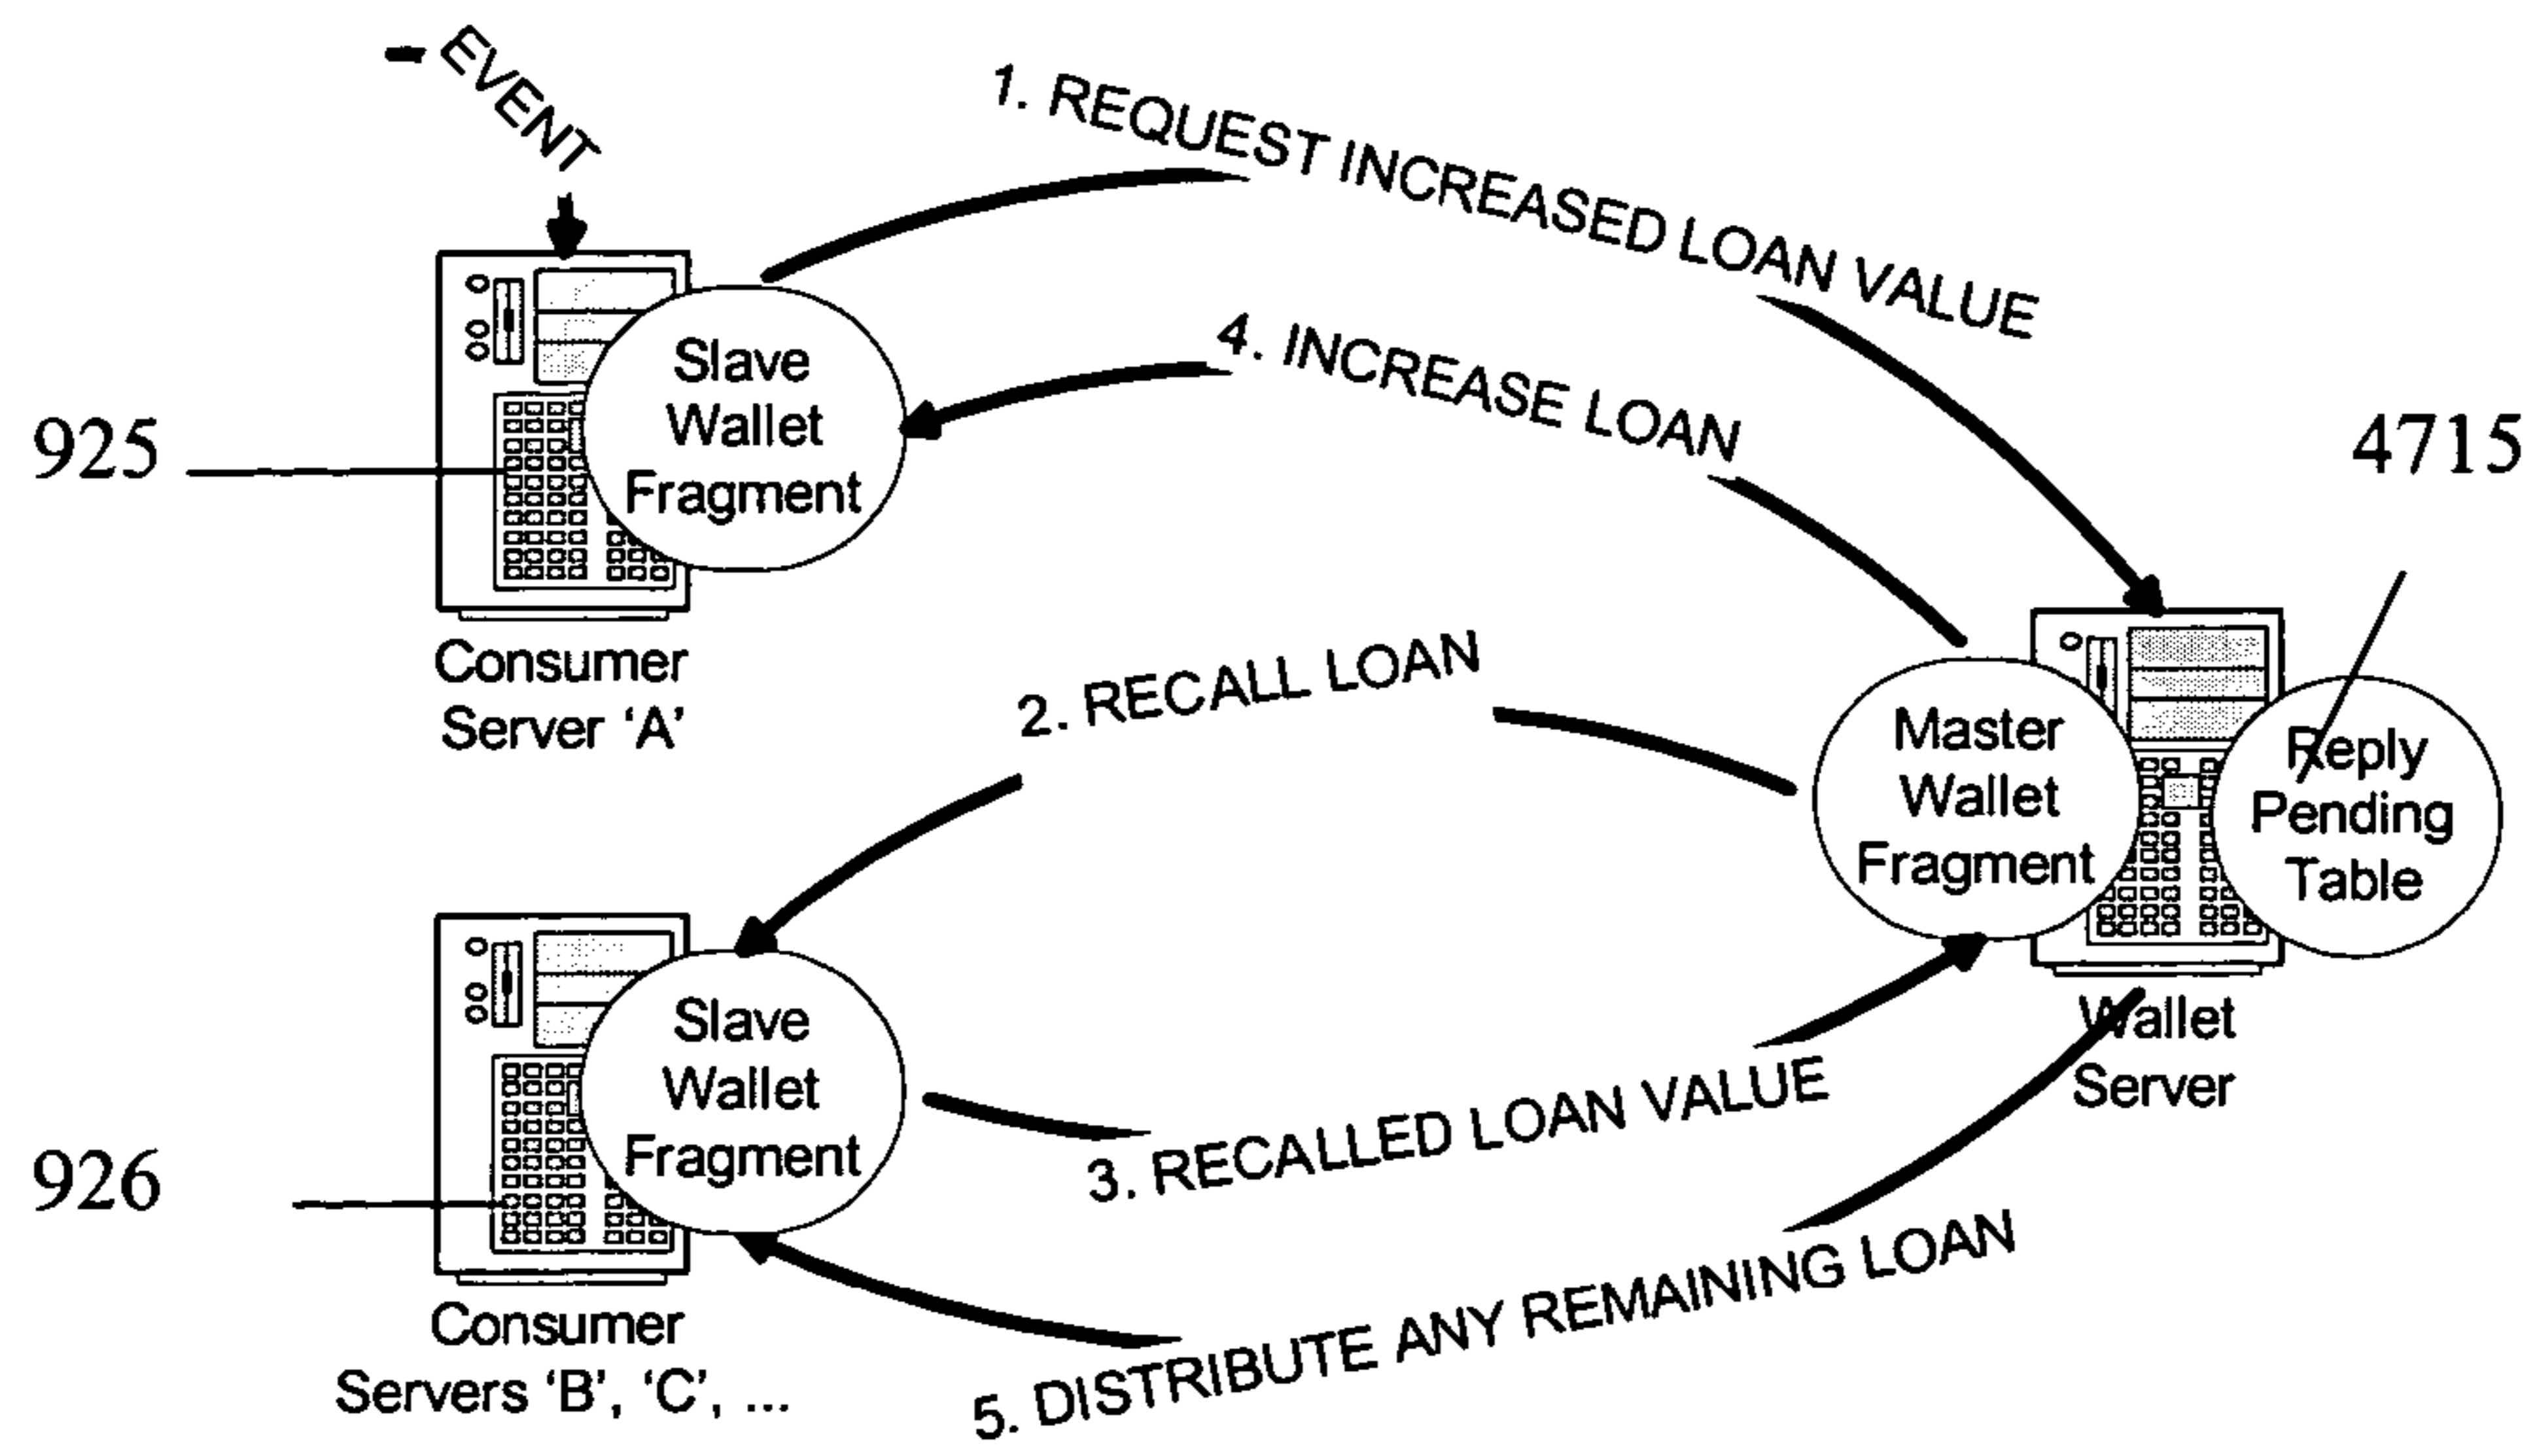 EVENT
1. REQUEST INCREASED LOAN VALUE
4. INCREASE LOAN
Slave
Wallet
Fragment
925
4715
Consumer
Server ‘A’
2. RECALL LOAN
Master
Wallet
Fragment
Reply
Pending
Table
Wallet
Server
Slave
Wallet
Fragment
926
3. RECALLED LOAN VALUE
5. DISTRIBUTE ANY REMAINING LOAN
Consumer
Servers ‘B’, ‘C’, ...